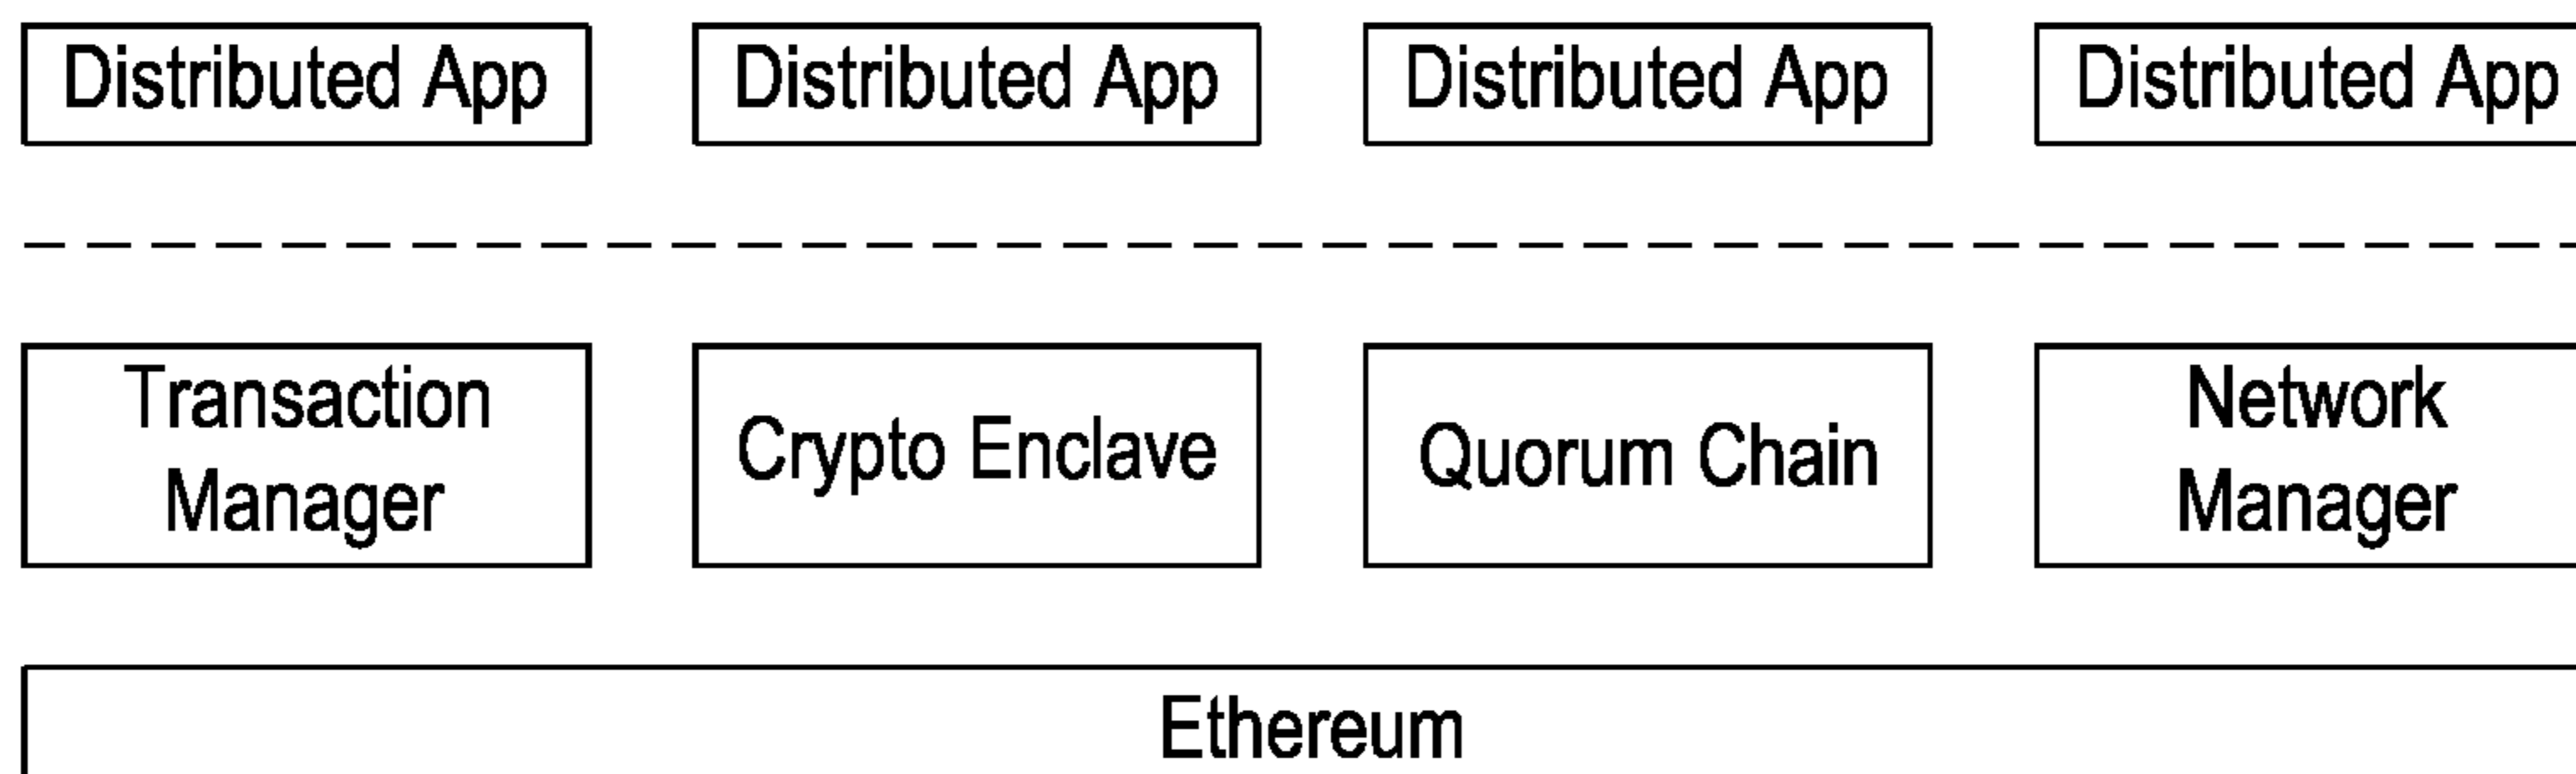 Distributed App
Distributed App
Distributed App
Distributed App
Transaction
Manager
Crypto Enclave
Quorum Chain
Network
Manager
Ethereum